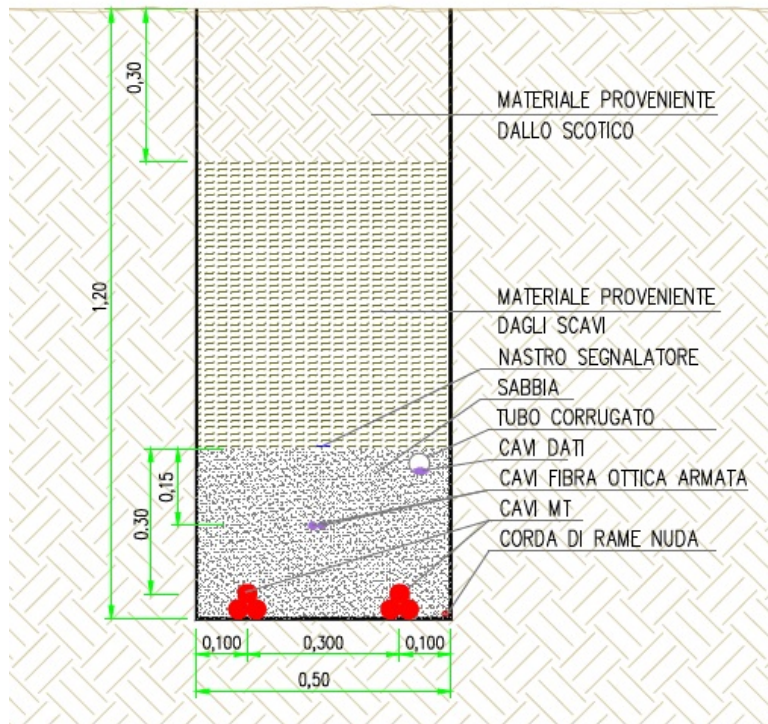 0,30
1,20
MATERIALE PROVENIENTE
DALLO SCOTICO
MATERIALE PROVENIENTE
DAGLI SCAVI
NASTRO SEGNALATORE
SABBIA
TUBO CORRUGATO
CAVI DATI
CAVI FIBRA OTTICA ARMATA
CAVI MT
CORDA DI RAME NUDA
0,15
0,30
0,100
0,300
0,100
0,50